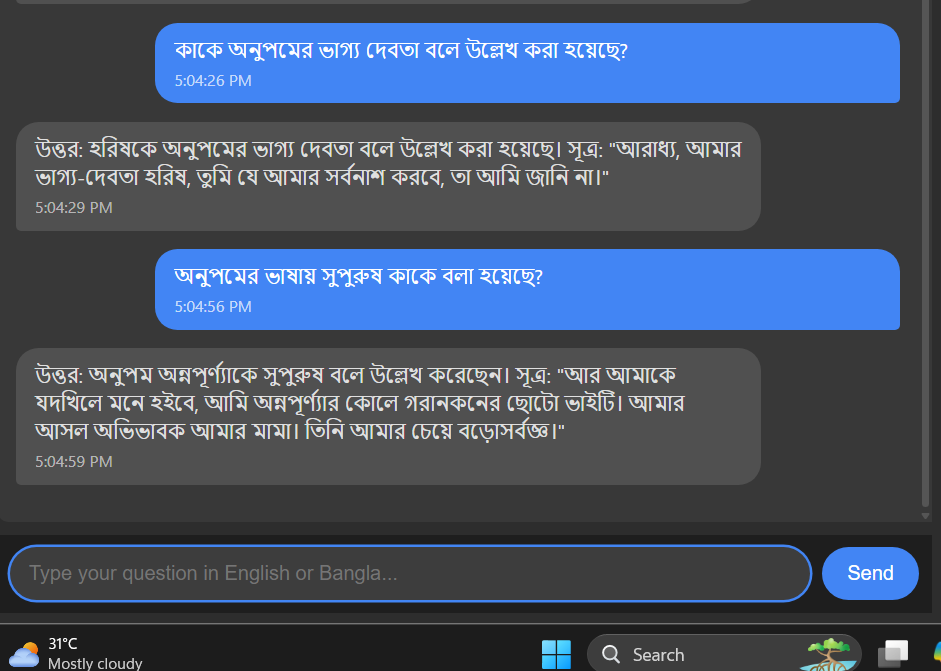 কাকে অনুপমের ভাগ্য দেবতা বলে উল্লেখ করা হয়েছে?
5:04:26 PM
উত্তর: হরিষকে অনুপমের ভাগ্য দেবতা বলে উল্লেখ করা হয়েছে। সূত্র: "আরাধ্য, আমার
ভাগ্য-দেবতা হরিষ, তুমি যে আমার সর্বনাশ করবে, তা আমি জানি না।"
5:04:29 PM
অনুপমের ভাষায় সুপুরুষ কাকে বলা হয়েছে?
5:04:56 PM
উত্তর: অনুপম অন্নপূর্ণ্যাকে সুপুরুষ বলে উল্লেখ করেছেন। সূত্র: "আর আমাকে
যদখিলে মনে হইবে, আমি অন্নপূর্ণ্যার কোলে গরানকনের ছোটো ভাইটি। আমার
আসল অভিভাবক আমার মামা। তিনি আমার চেয়ে বড়োসর্বজ্ঞ।"
5:04:59 PM
Type your question in English or Bangla...
Send
31°C
Mostly cloudy
Search